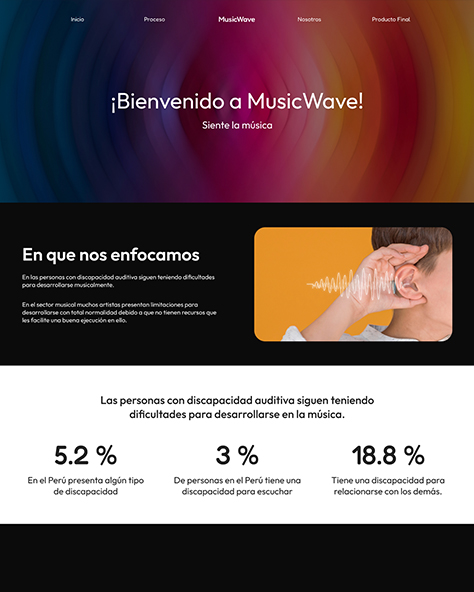 Inicio
Proceso
MusicWave
Nosotros
Producto Final
¡Bienvenido a MusicWave!
Siente la música
En que nos enfocamos
En las personas con discapacidad auditiva siguen teniendo dificultades
para desarrollarse musicalmente.
En el sector musical muchos artistas presentan limitaciones para
desarrollarse con total normalidad debido a que no tienen recursos que
les facilite una buena ejecución en ello.
Las personas con discapacidad auditiva siguen teniendo
dificultades para desarrollarse en la música.
5.2 %
En el Perú presenta algún tipo
de discapacidad
3 %
De personas en el Perú tiene una
discapacidad para escuchar
18.8 %
Tiene una discapacidad para
relacionarse con los demás.